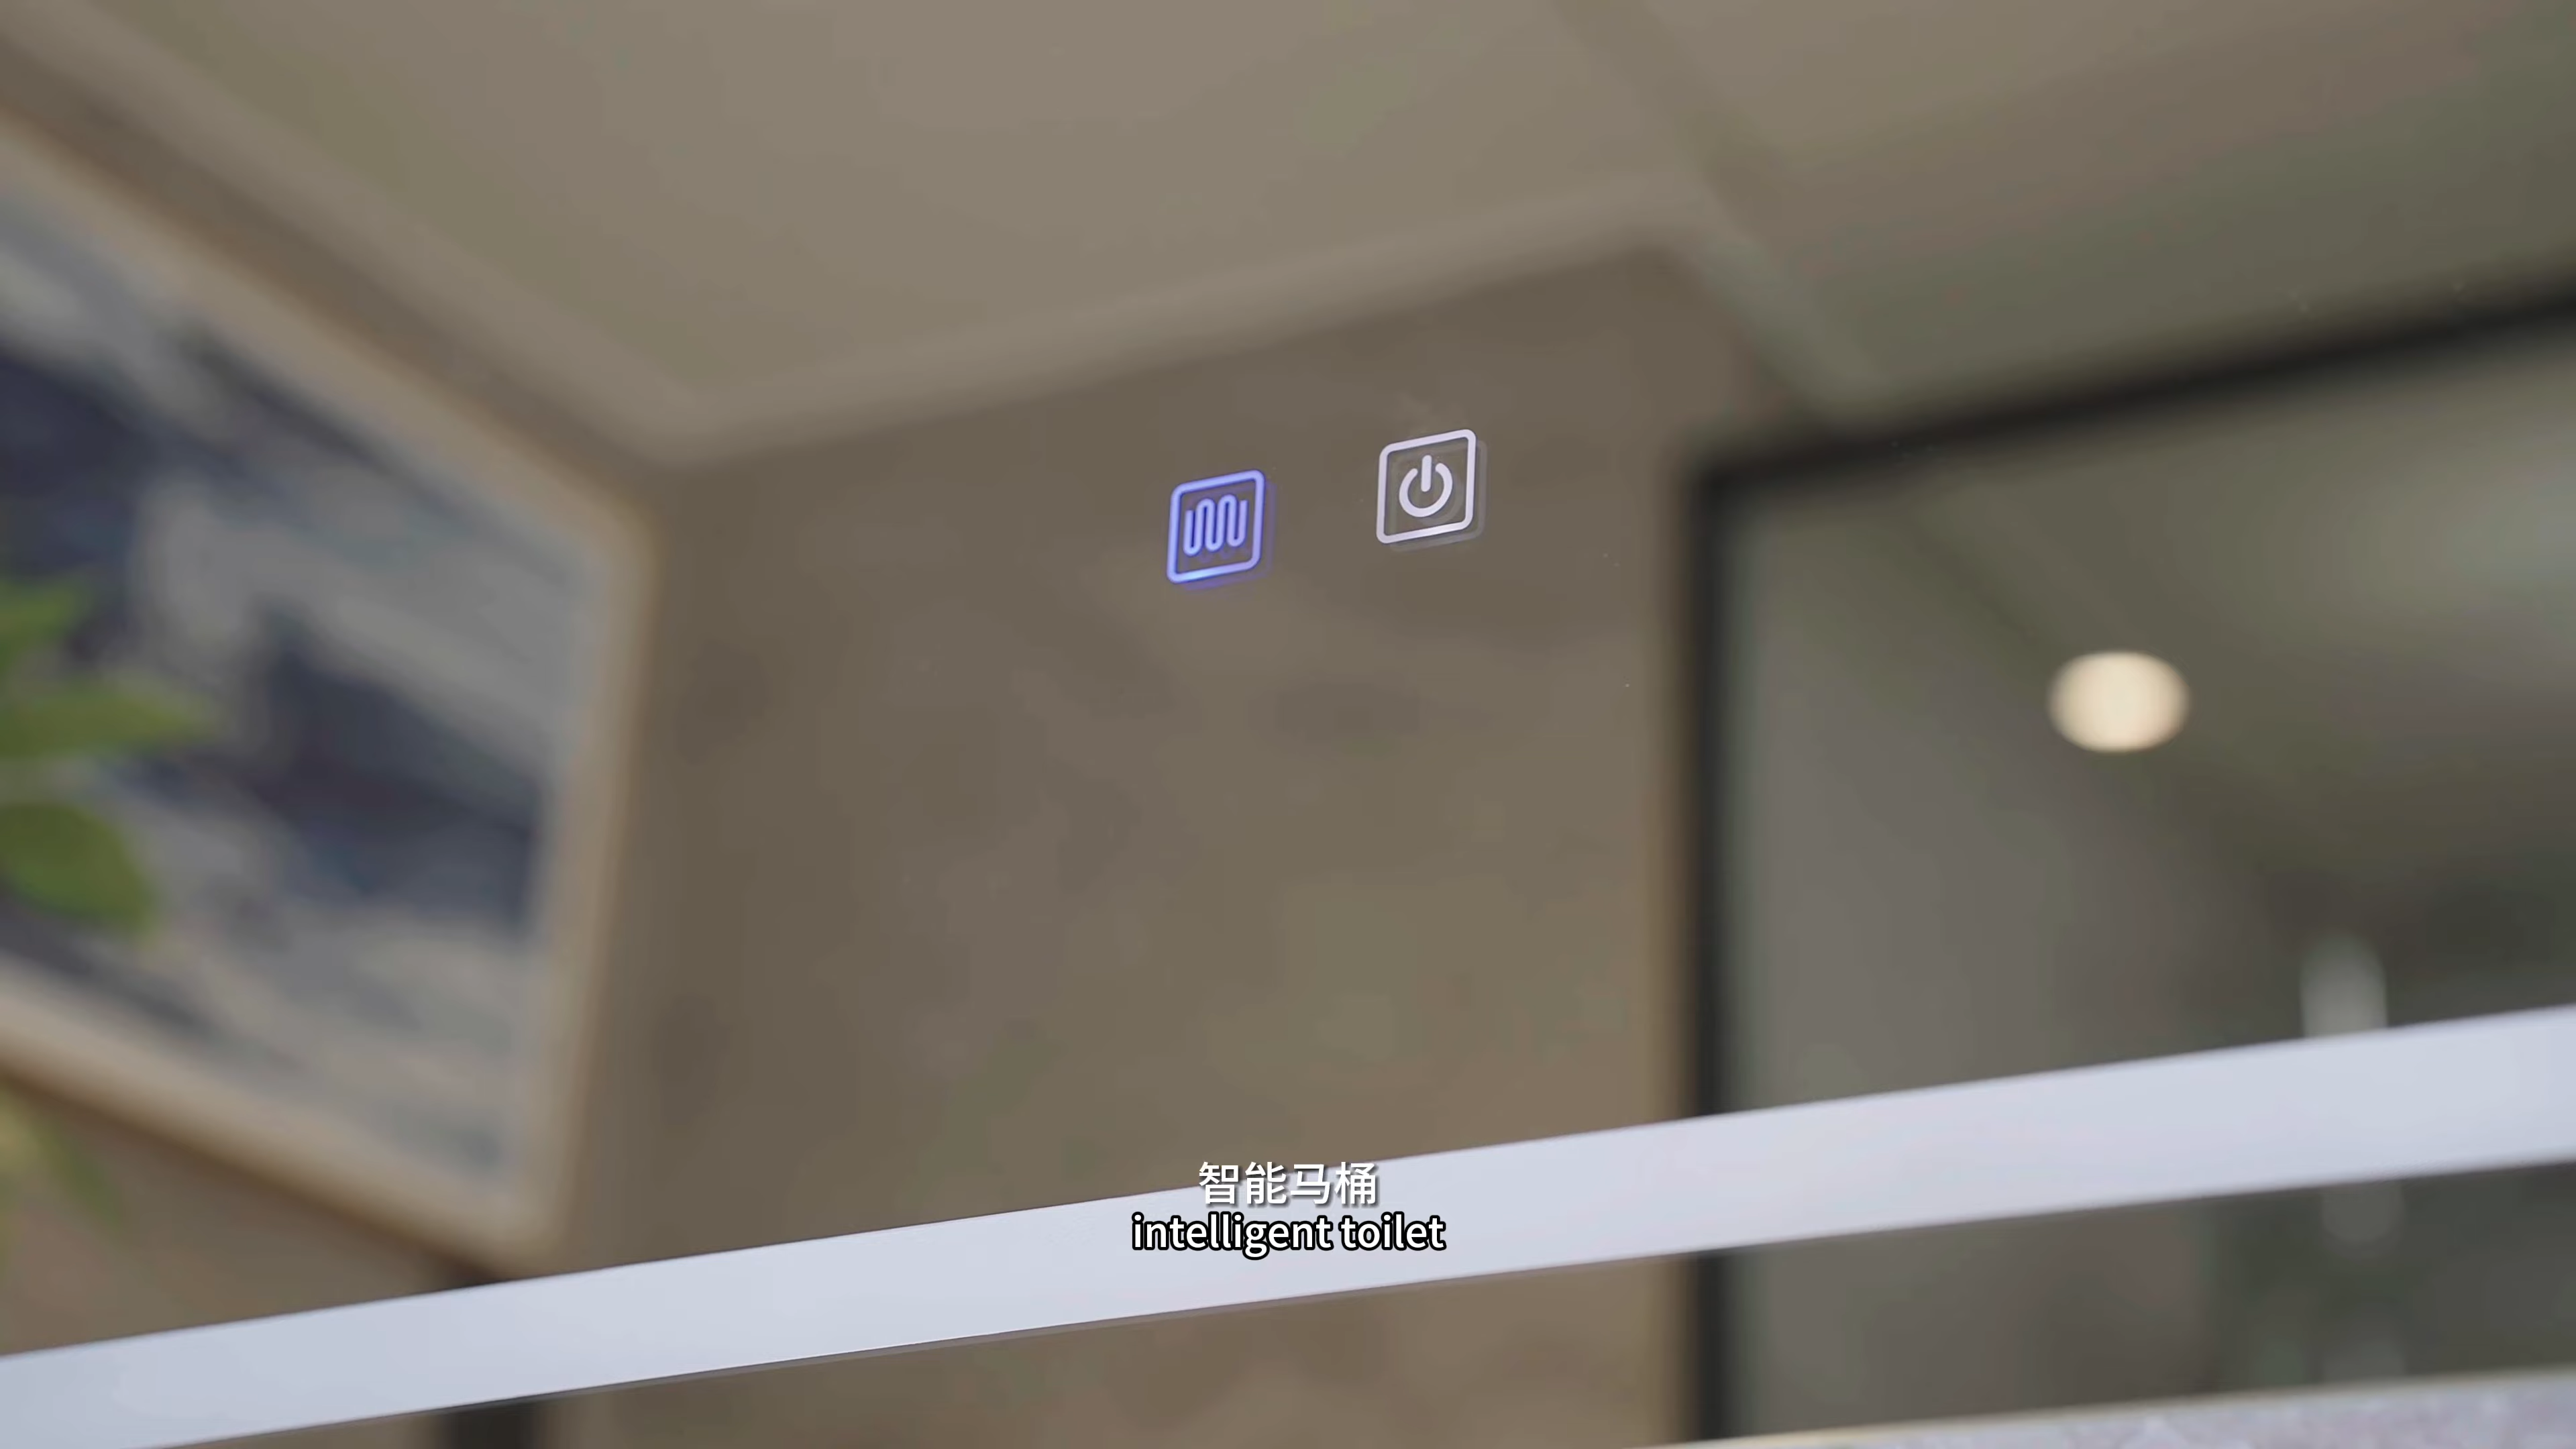 智能马桶
intelligent toilet